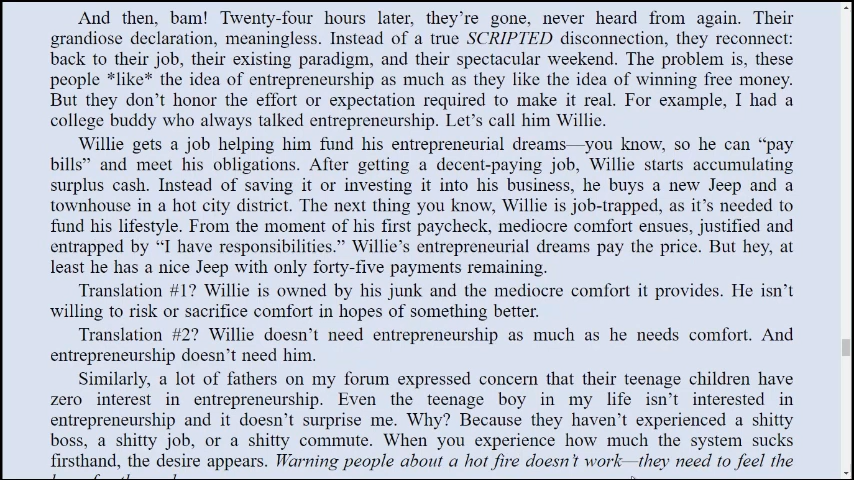 And then, bam! Twenty-four hours later, they’re gone, never heard from again. Their
grandiose declaration, meaningless. Instead of a true SCRIPTED disconnection, they reconnect:
back to their job, their existing paradigm, and their spectacular weekend. The problem is, these
people *like* the idea of entrepreneurship as much as they like the idea of winning free money.
But they don’t honor the effort or expectation required to make it real. For example, I had a
college buddy who always talked entrepreneurship. Let’s call him Willie.
Willie gets a job helping him fund his entrepreneurial dreams—you know, so he can “pay
bills” and meet his obligations. After getting a decent-paying job, Willie starts accumulating
surplus cash. Instead of saving it or investing it into his business, he buys a new Jeep and a
townhouse in a hot city district. The next thing you know, Willie is job-trapped, as it’s needed to
fund his lifestyle. From the moment of his first paycheck, mediocre comfort ensues, justified and
entrapped by “I have responsibilities.” Willie’s entrepreneurial dreams pay the price. But hey, at
least he has a nice Jeep with only forty-five payments remaining.
Translation #1? Willie is owned by his junk and the mediocre comfort it provides. He isn’t
willing to risk or sacrifice comfort in hopes of something better.
Translation #2? Willie doesn’t need entrepreneurship as much as he needs comfort. And
entrepreneurship doesn’t need him.
Similarly, a lot of fathers on my forum expressed concern that their teenage children have
zero interest in entrepreneurship. Even the teenage boy in my life isn’t interested in
entrepreneurship and it doesn’t surprise me. Why? Because they haven’t experienced a shitty
boss, a shitty job, or a shitty commute. When you experience how much the system sucks
firsthand, the desire appears. Warning people about a hot fire doesn’t work—they need to feel the